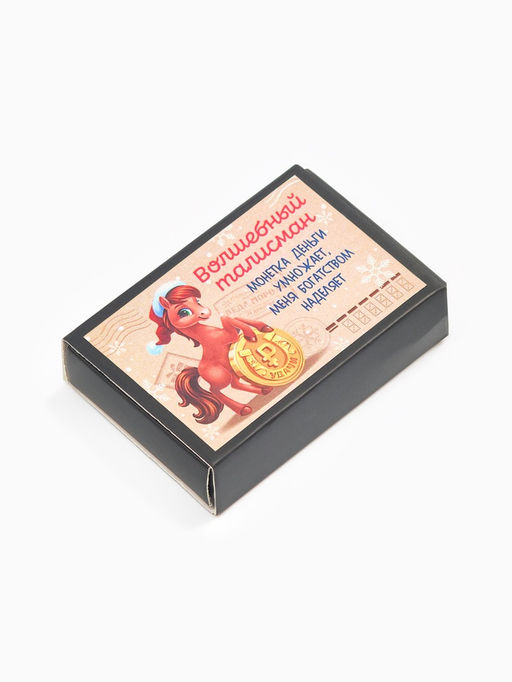 Волшебный
талисман
МОНЕТКА ДЕНЬГИ
УМНОЖАЕТ,
МЕНЯ БОГАТСТВОМ
НАДЕЛЯЕТ